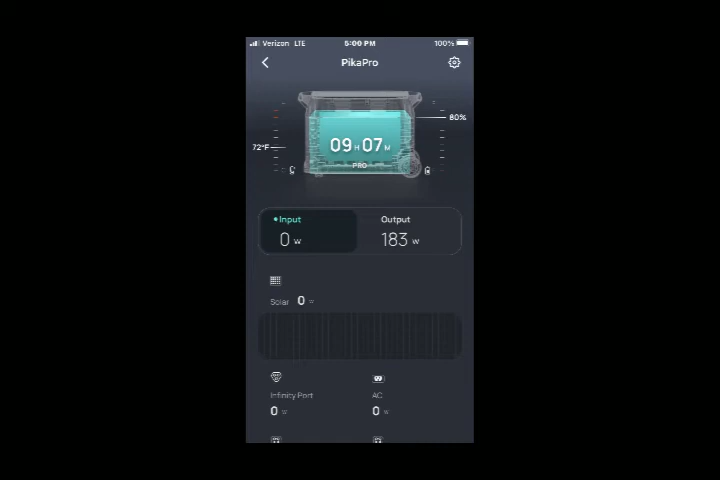 Verizon LTE 5:00 PM 100%
PikaPro
80%
09 H 07 M
72°F
PRO
Input Output
0 W 183 W
Solar 0 W
Infinity Port AC
0 W 0 W